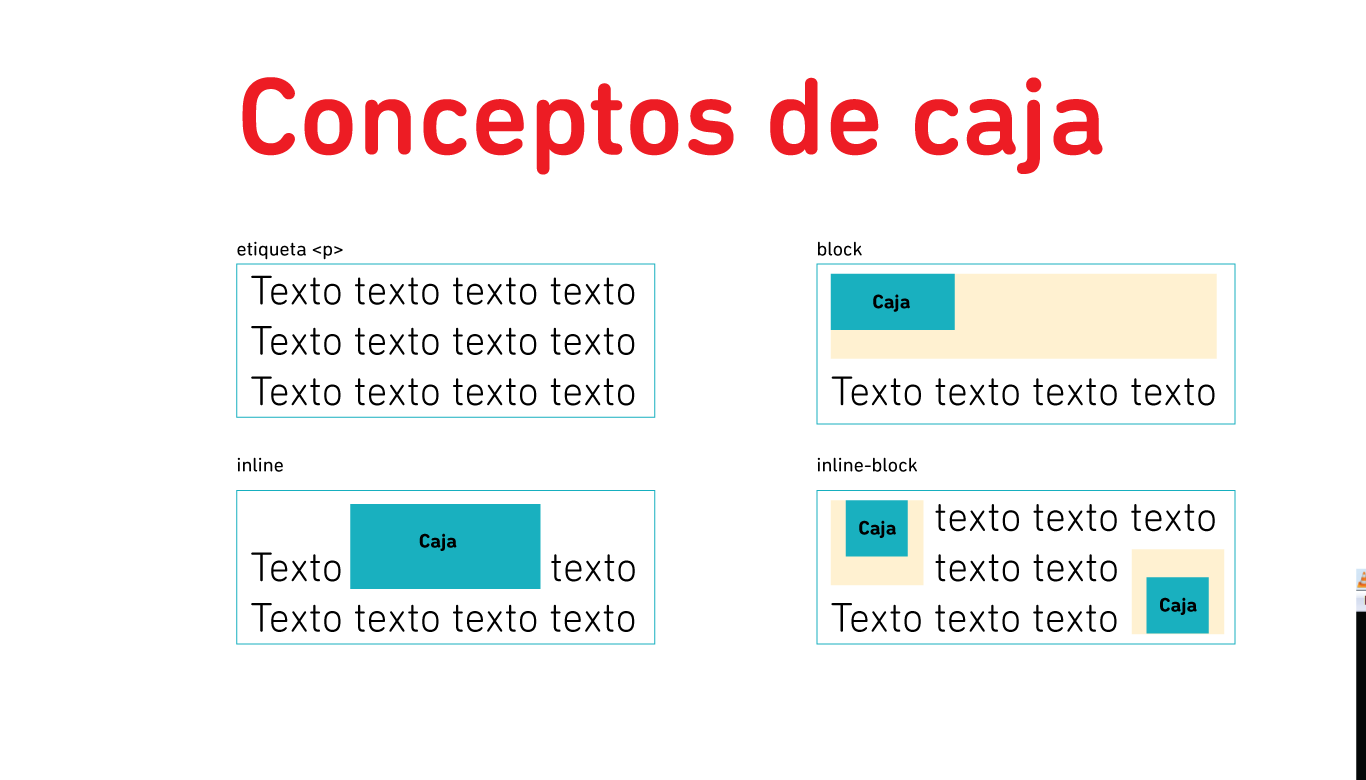 Conceptos de caja
etiqueta <p>
Texto texto texto texto
Texto texto texto texto
Texto texto texto texto
block
Caja
Texto texto texto texto
inline
Caja
Texto texto
Texto texto texto texto
inline-block
Caja
texto texto texto
texto texto
Caja
Texto texto texto